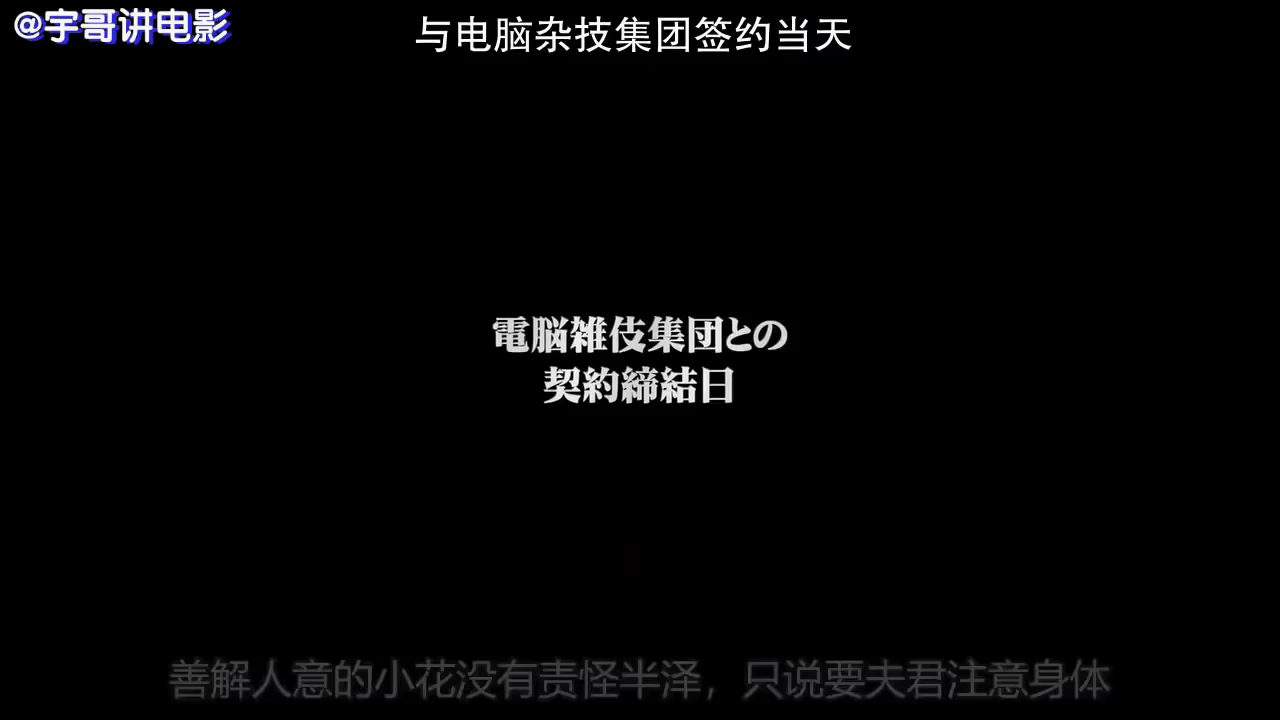 @宇哥讲电影
与电脑杂技集团签约当天
電脳雑伎集団との
契約締結日
善解人意的小花没有责怪半泽，只说要夫君注意身体